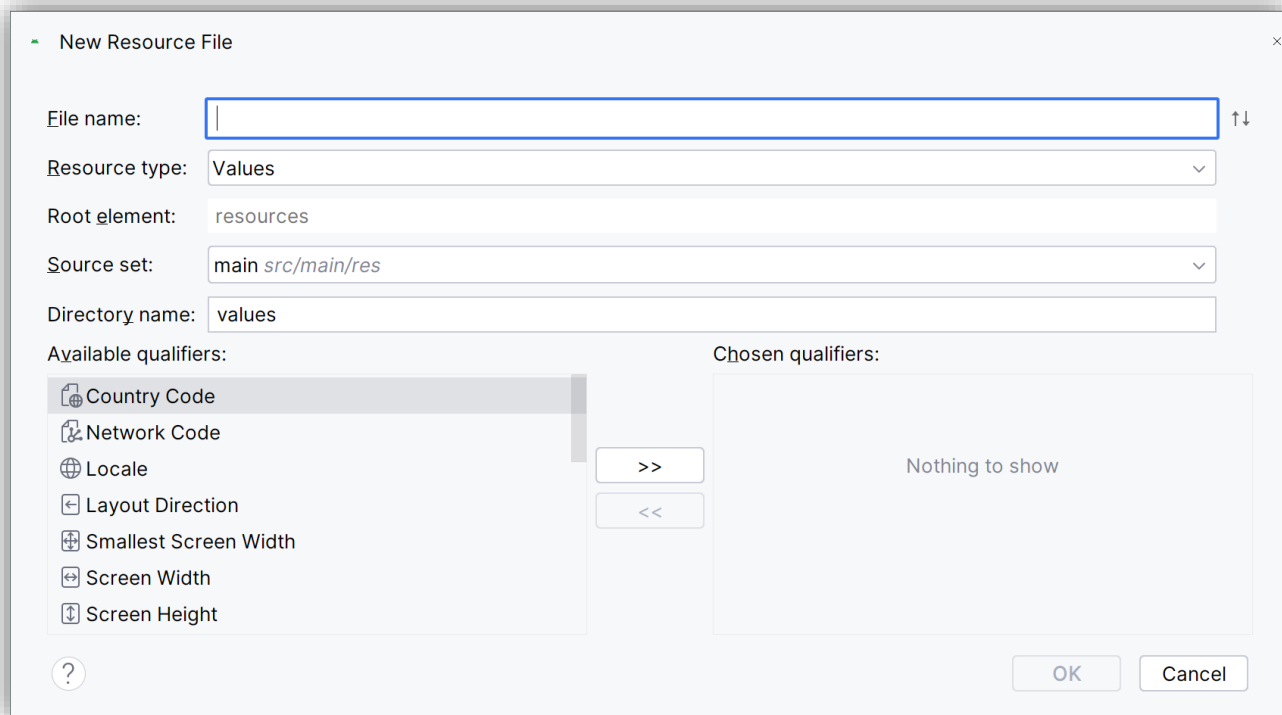 New Resource File
File name:
Resource type: Values
Root element: resources
Source set: main src/main/res
Directory name: values
Available qualifiers: Chosen qualifiers:
Country Code
Network Code
Locale
Layout Direction
Smallest Screen Width
Screen Width
Screen Height
>>
<<
Nothing to show
? OK Cancel